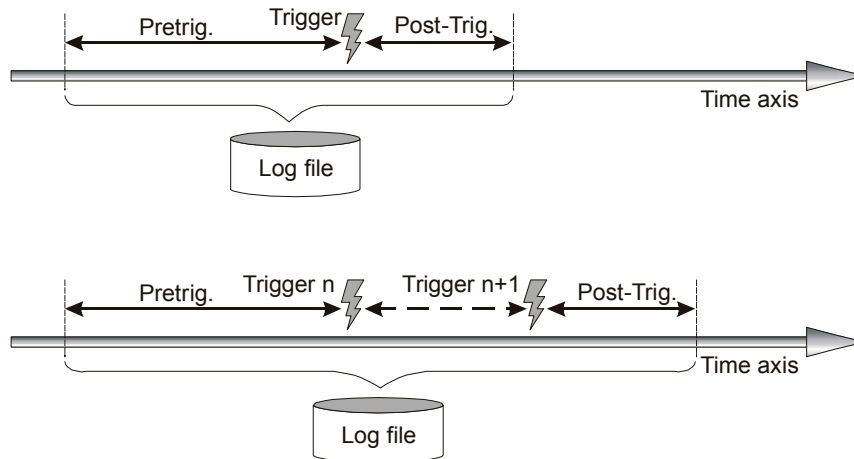 Pretrig.
Trigger
Post-Trig.
Time axis
Log file
Pretrig.
Trigger n
Trigger n+1
Post-Trig.
Time axis
Log file